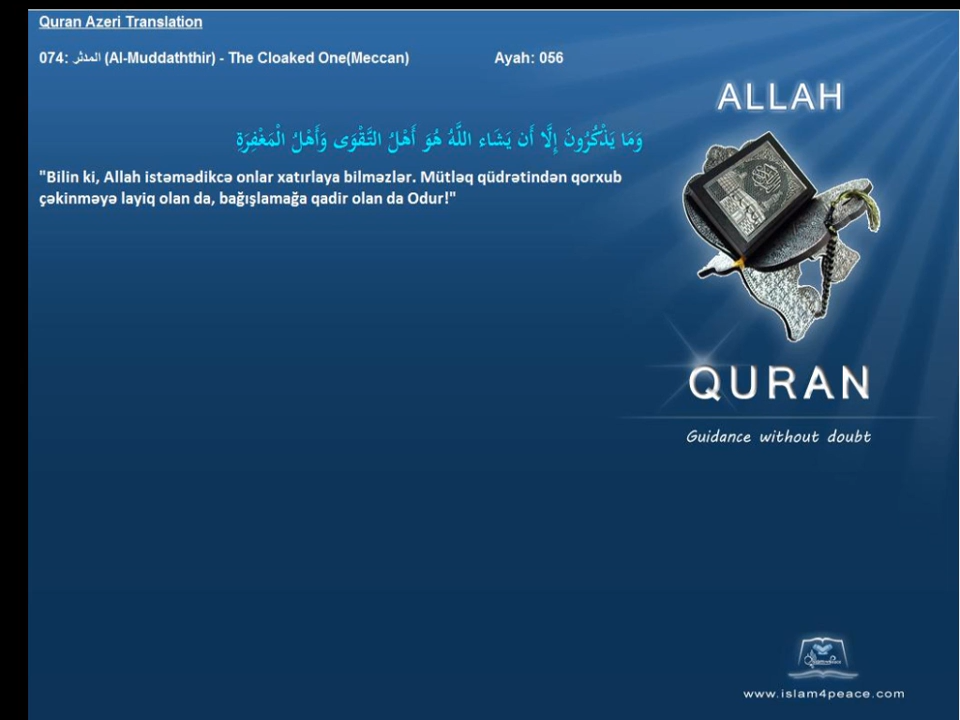 Quran Azeri Translation
074: المدثر (Al-Muddaththir) - The Cloaked One(Meccan) Ayah: 056
وَمَا يَذْكُرُونَ إِلَّا أَن يَشَاء اللَّهُ هُوَ أَهْلُ التَّقْوَى وَأَهْلُ الْمَغْفِرَةِ
"Bilin ki, Allah istəmədikcə onlar xatırlaya bilməzlər. Mütləq qüdrətindən qorxub
çəkinməyə layiq olan da, bağışlamağa qadir olan da Odur!"
ALLAH
QURAN
Guidance without doubt
www.islam4peace.com